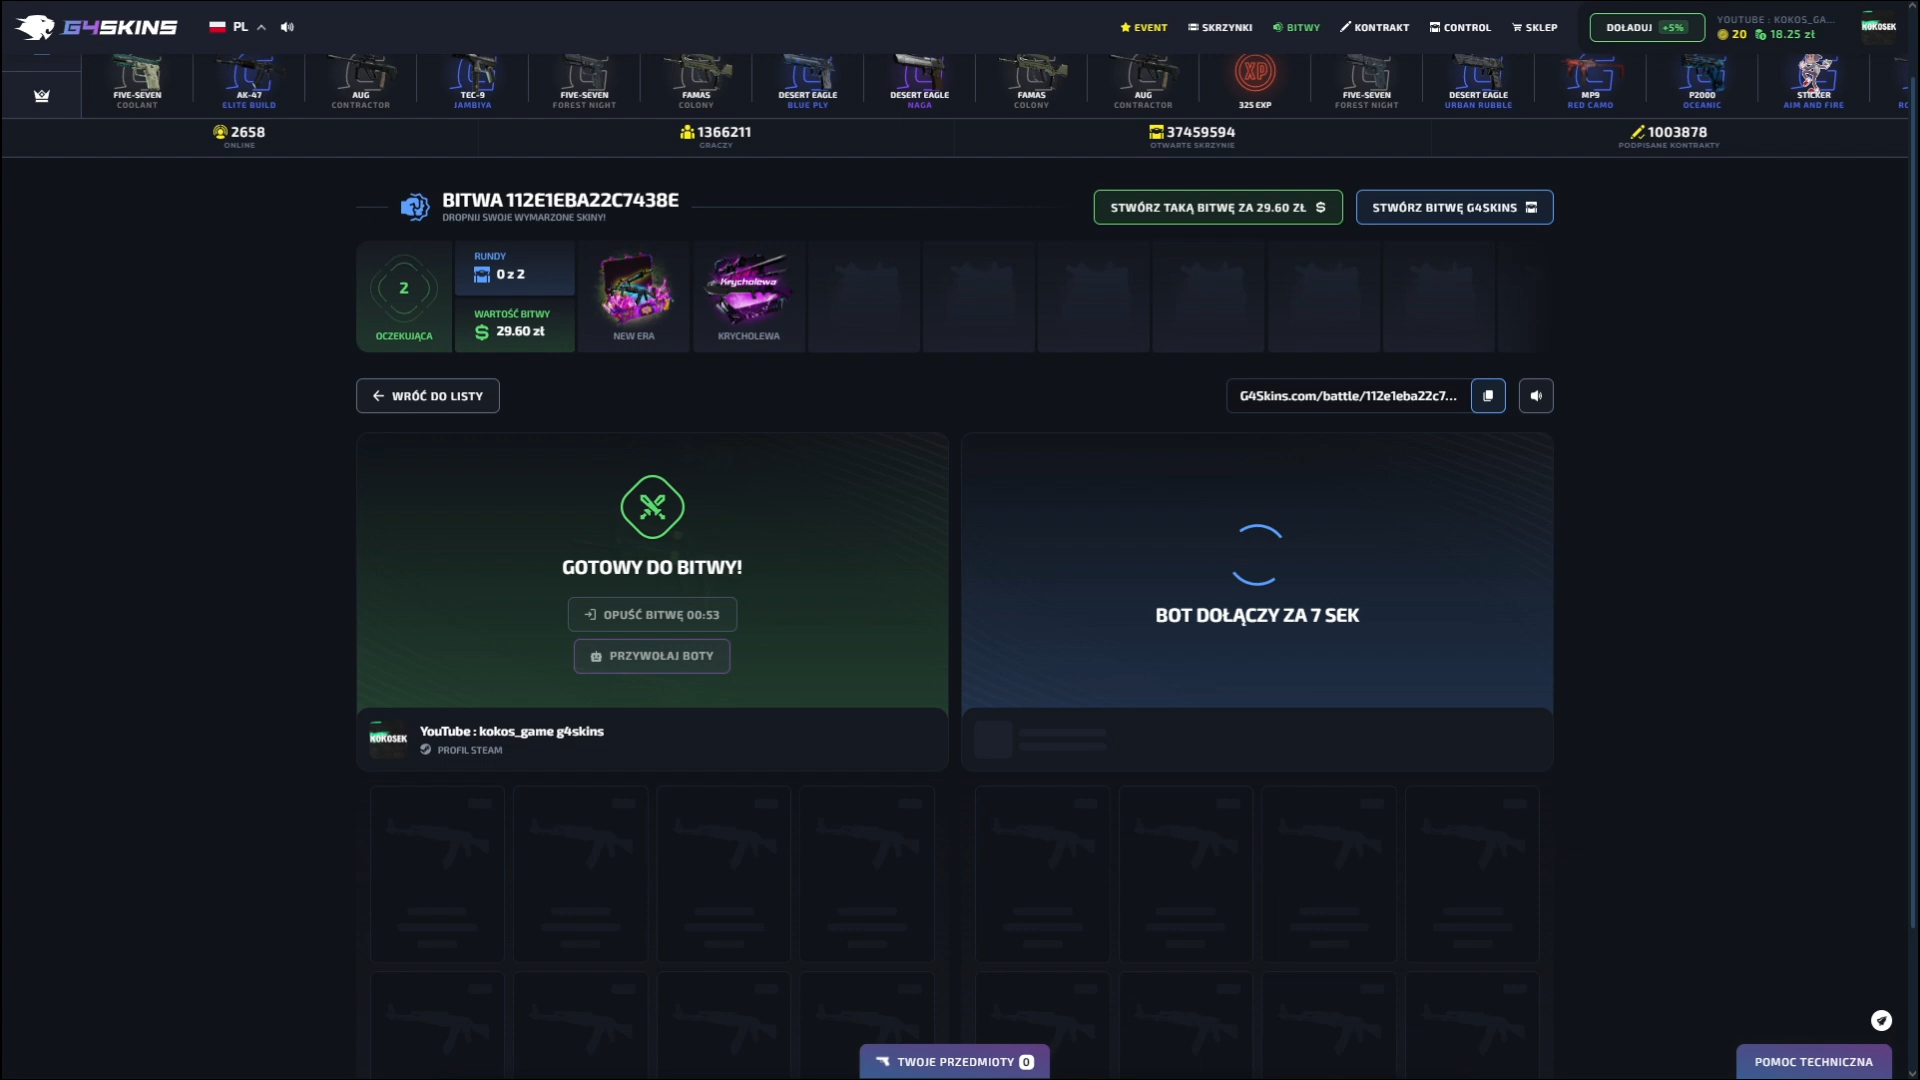 G4SKINS
PL
EVENT
SKRZYNKI
BITWY
KONTRAKT
CONTROL
SKLEP
DOŁADUJ +5%
YOUTUBE : KOKOS_GA...
20 18.25 zł
KOKOSEK
FIVE-SEVEN
COOLANT
AK-47
ELITE BUILD
AUG
CONTRACTOR
TEC-9
JAMBIYA
FIVE-SEVEN
FOREST NIGHT
FAMAS
COLONY
DESERT EAGLE
BLUE PLY
DESERT EAGLE
NAGA
FAMAS
COLONY
AUG
CONTRACTOR
XP
325 EXP
FIVE-SEVEN
FOREST NIGHT
DESERT EAGLE
URBAN RUBBLE
MP9
RED CAMO
P2000
OCEANIC
STICKER
AIM AND FIRE
2658
ONLINE
1366211
GRACZY
37459594
OTWARTE SKRZYNIE
1003878
PODPISANE KONTRAKTY
BITWA 112E1EBA22C7438E
DROPNIJ SWOJE WYMARZONE SKINY!
STWÓRZ TAKĄ BITWĘ ZA 29.60 ZŁ
STWÓRZ BITWĘ G4SKINS
2
OCZEKUJĄCA
RUNDY
0 z 2
WARTOŚĆ BITWY
29.60 zł
NEW ERA
Krycholewa
KRYCHOLEWA
WRÓĆ DO LISTY
G4Skins.com/battle/112e1eba22c7...
GOTOWY DO BITWY!
OPUŚĆ BITWĘ 00:53
PRZYWOŁAJ BOTY
BOT DOŁĄCZY ZA 7 SEK
KOKOSEK
YouTube : kokos_game g4skins
PROFIL STEAM
TWOJE PRZEDMIOTY 0
POMOC TECHNICZNA